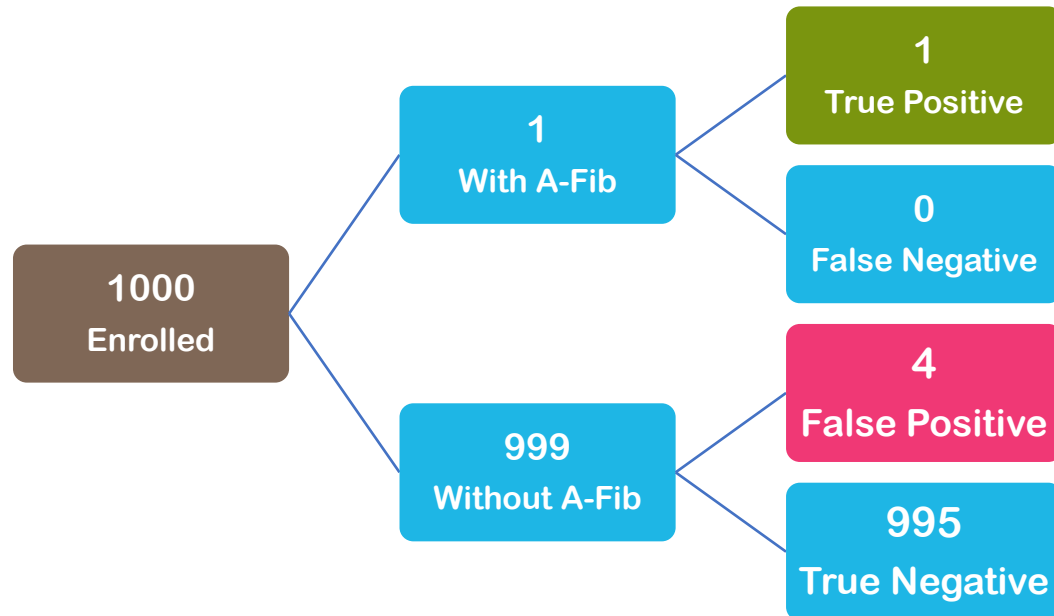 1000
Enrolled
1
With A-Fib
1
True Positive
0
False Negative
999
Without A-Fib
4
False Positive
995
True Negative